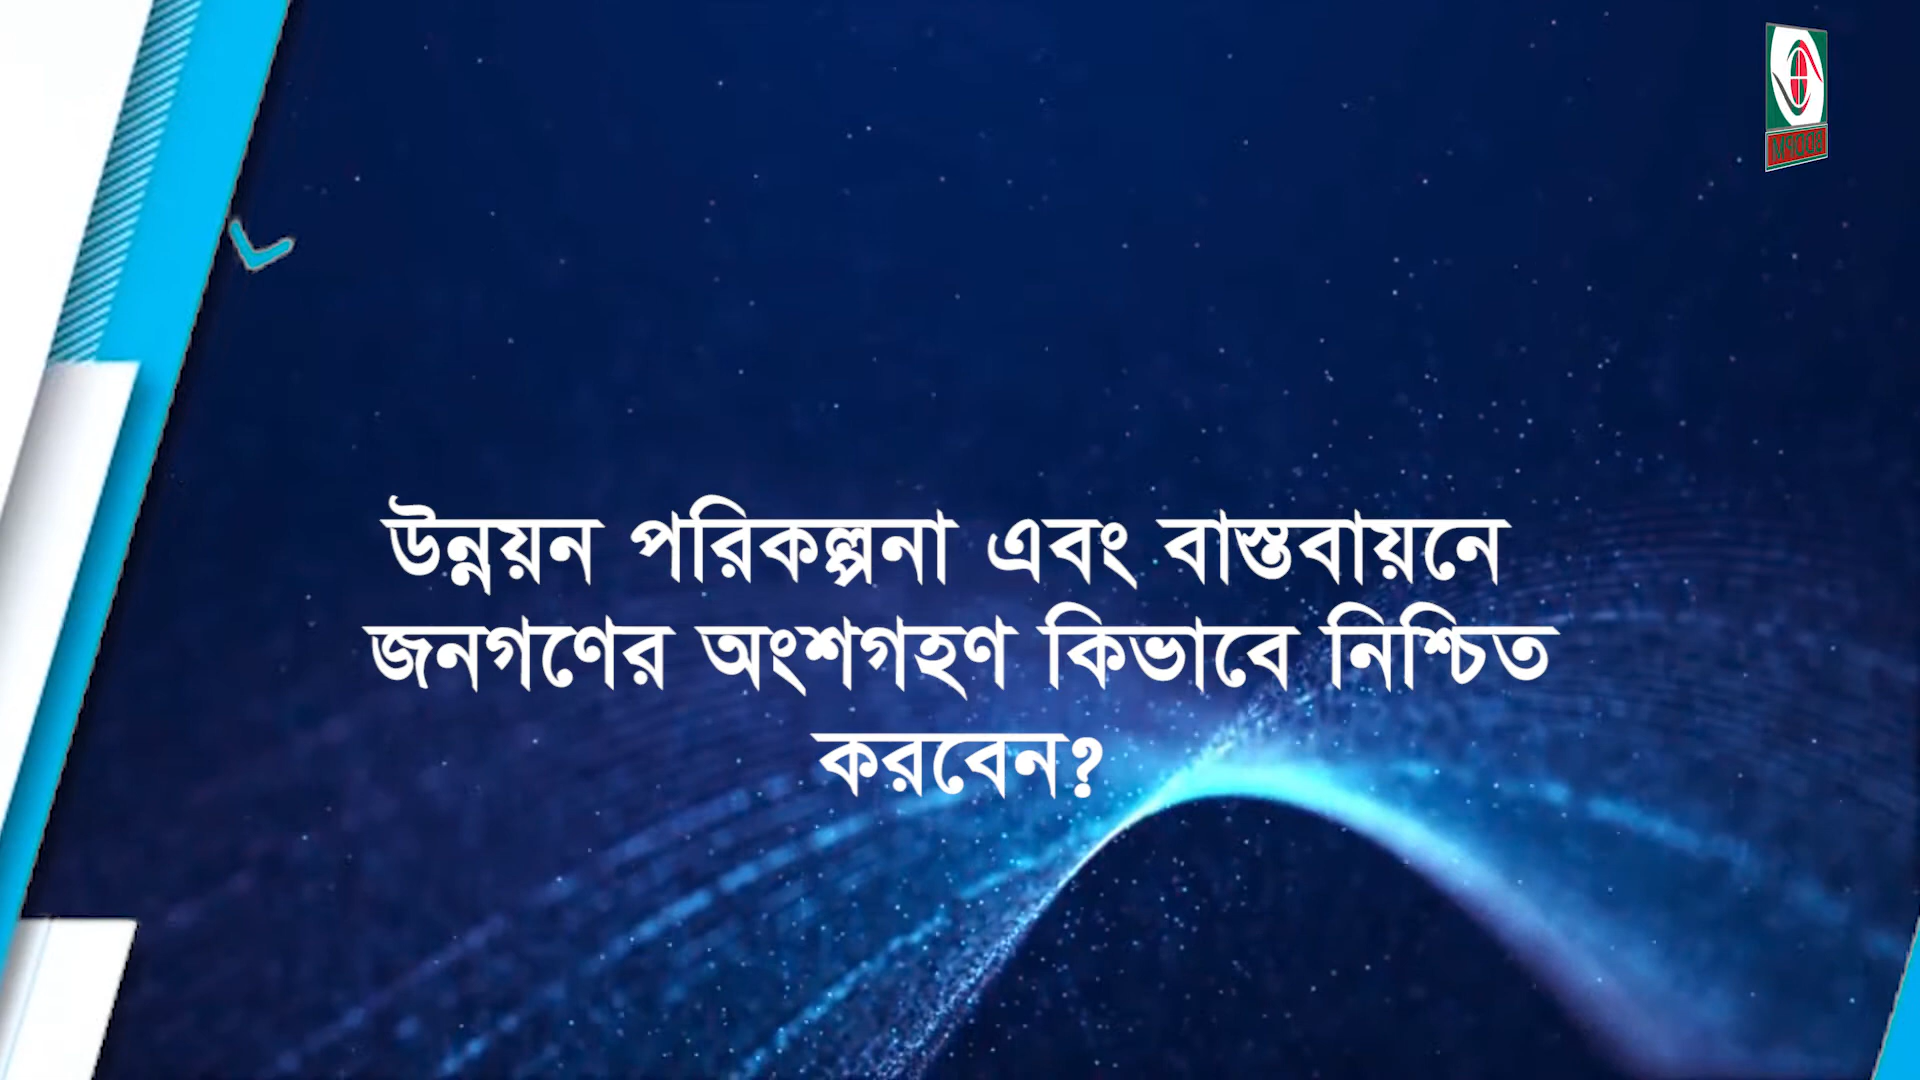 উন্নয়ন পরিকল্পনা এবং বাস্তবায়নে
জনগণের অংশগহণ কিভাবে নিশ্চিত
করবেন?